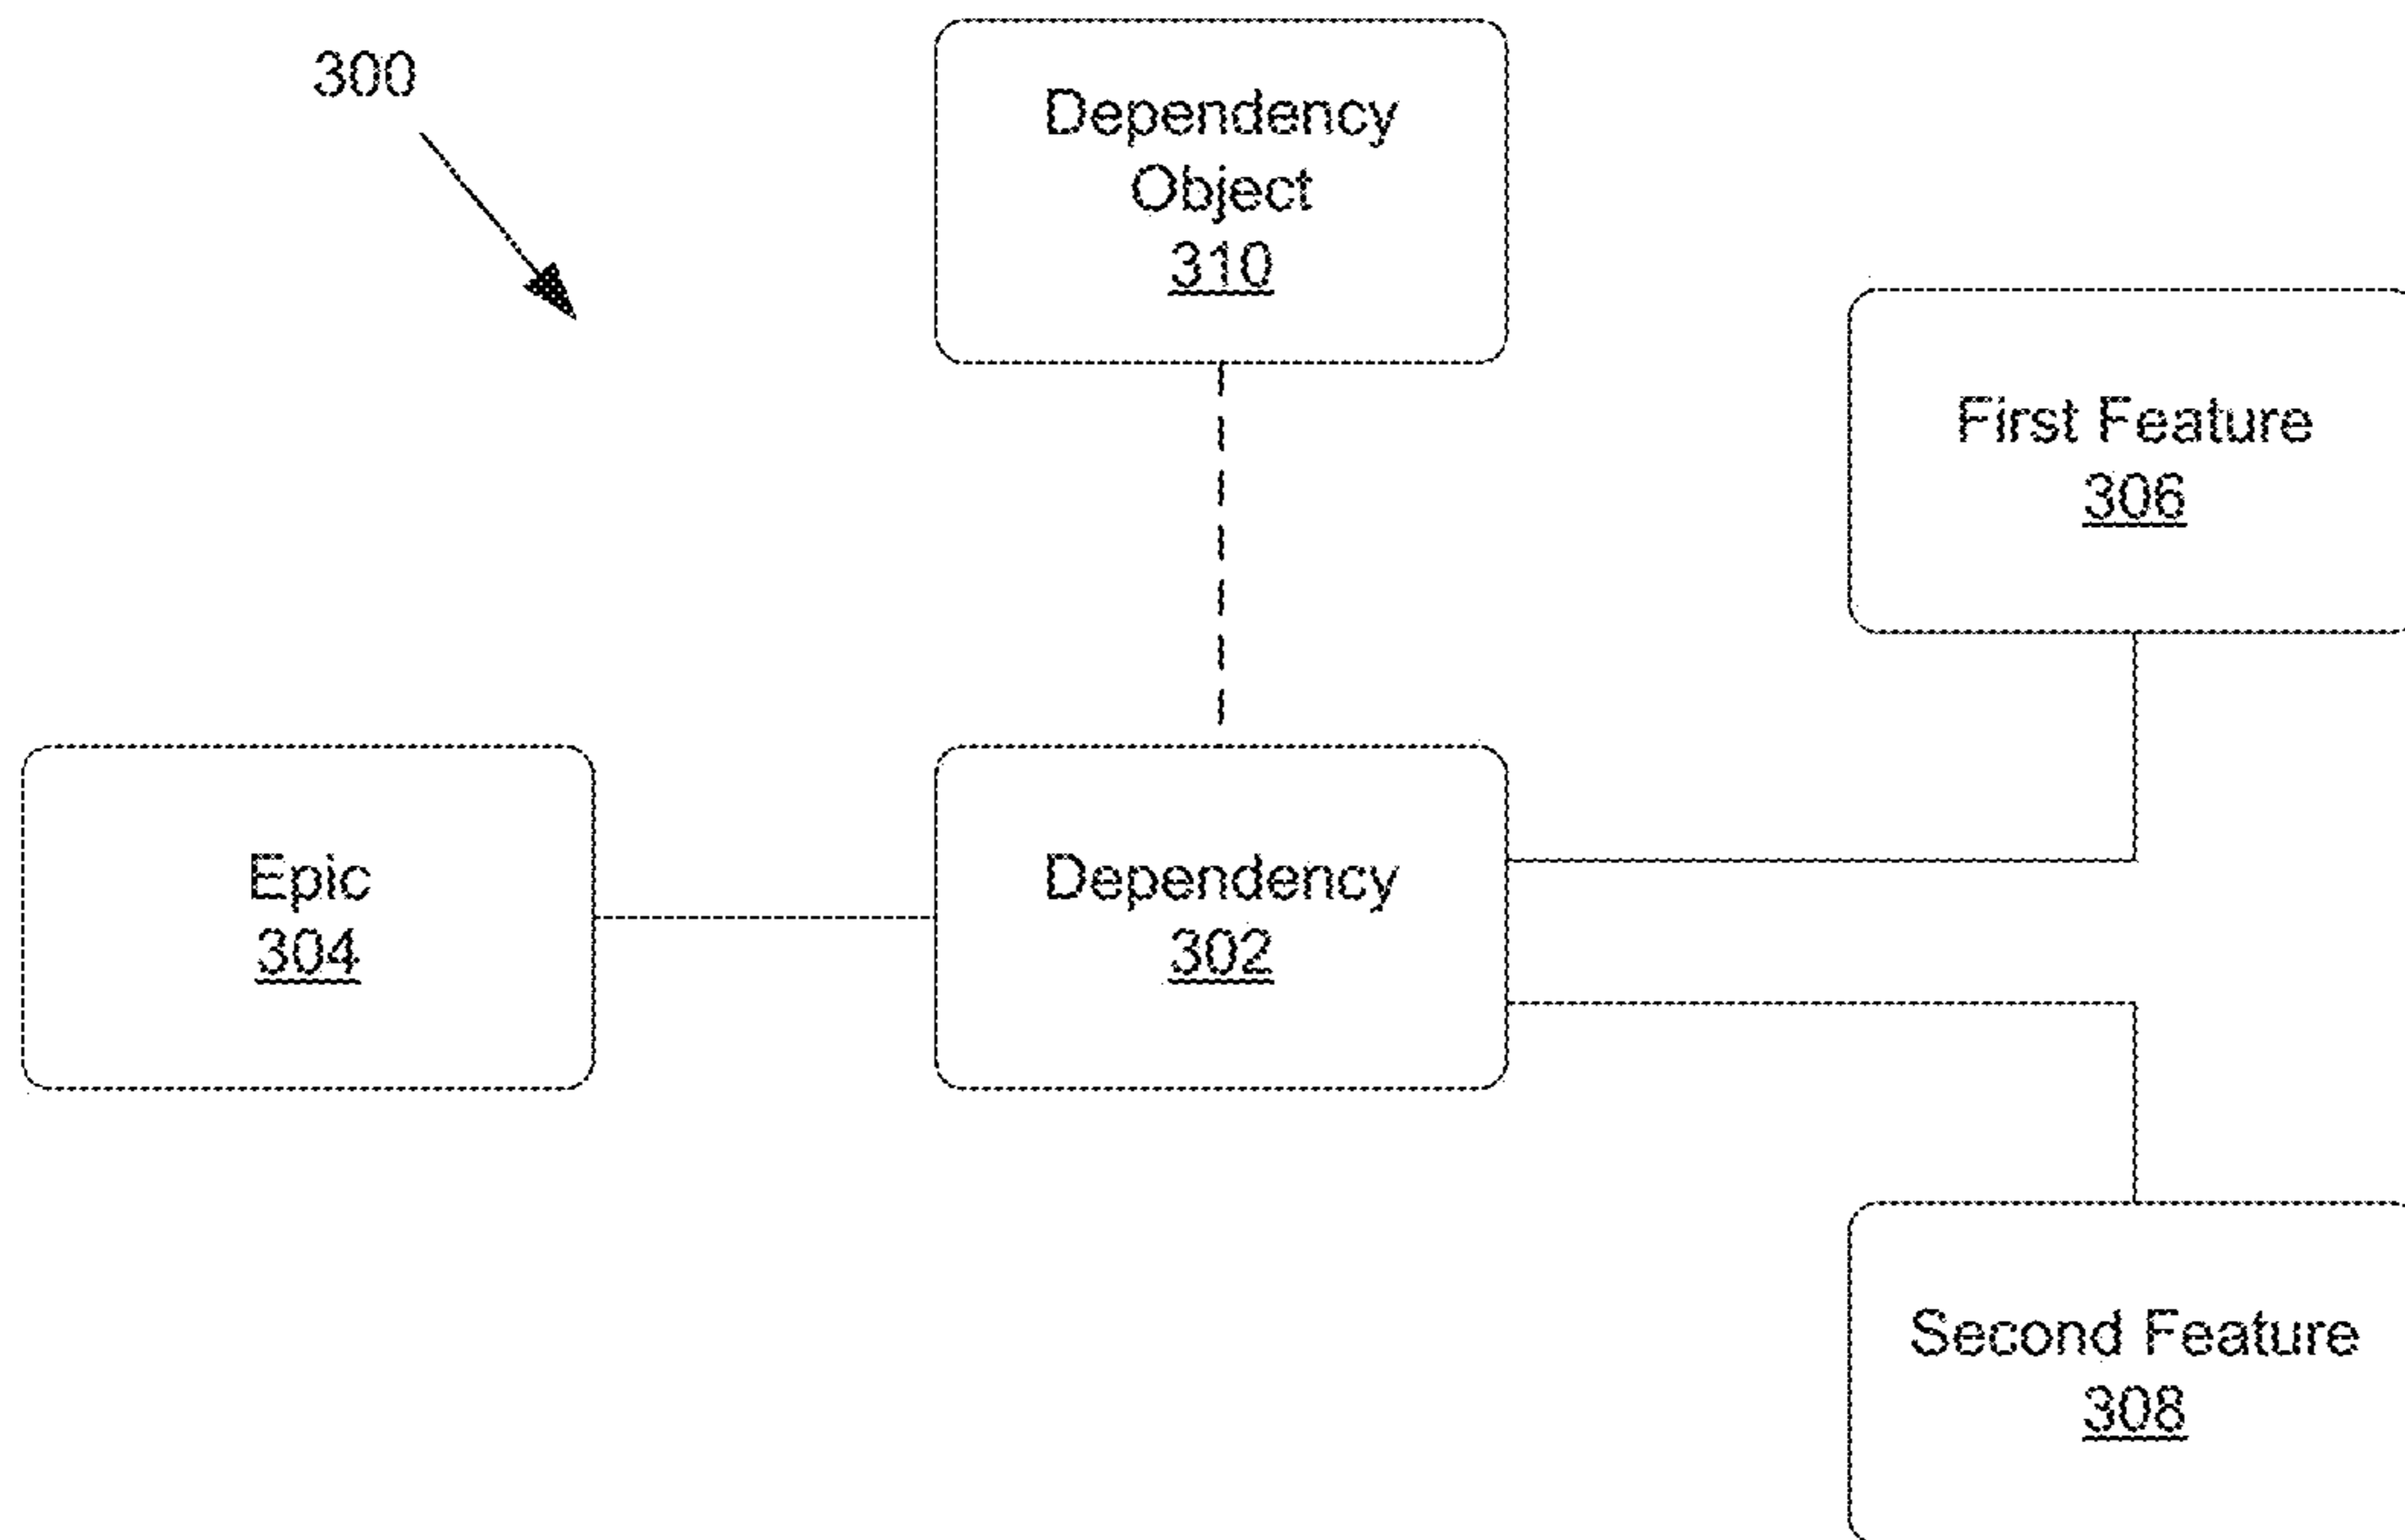 300
Dependency
Object
310
First Feature
306
Epic
304
Dependency
302
Second Feature
308